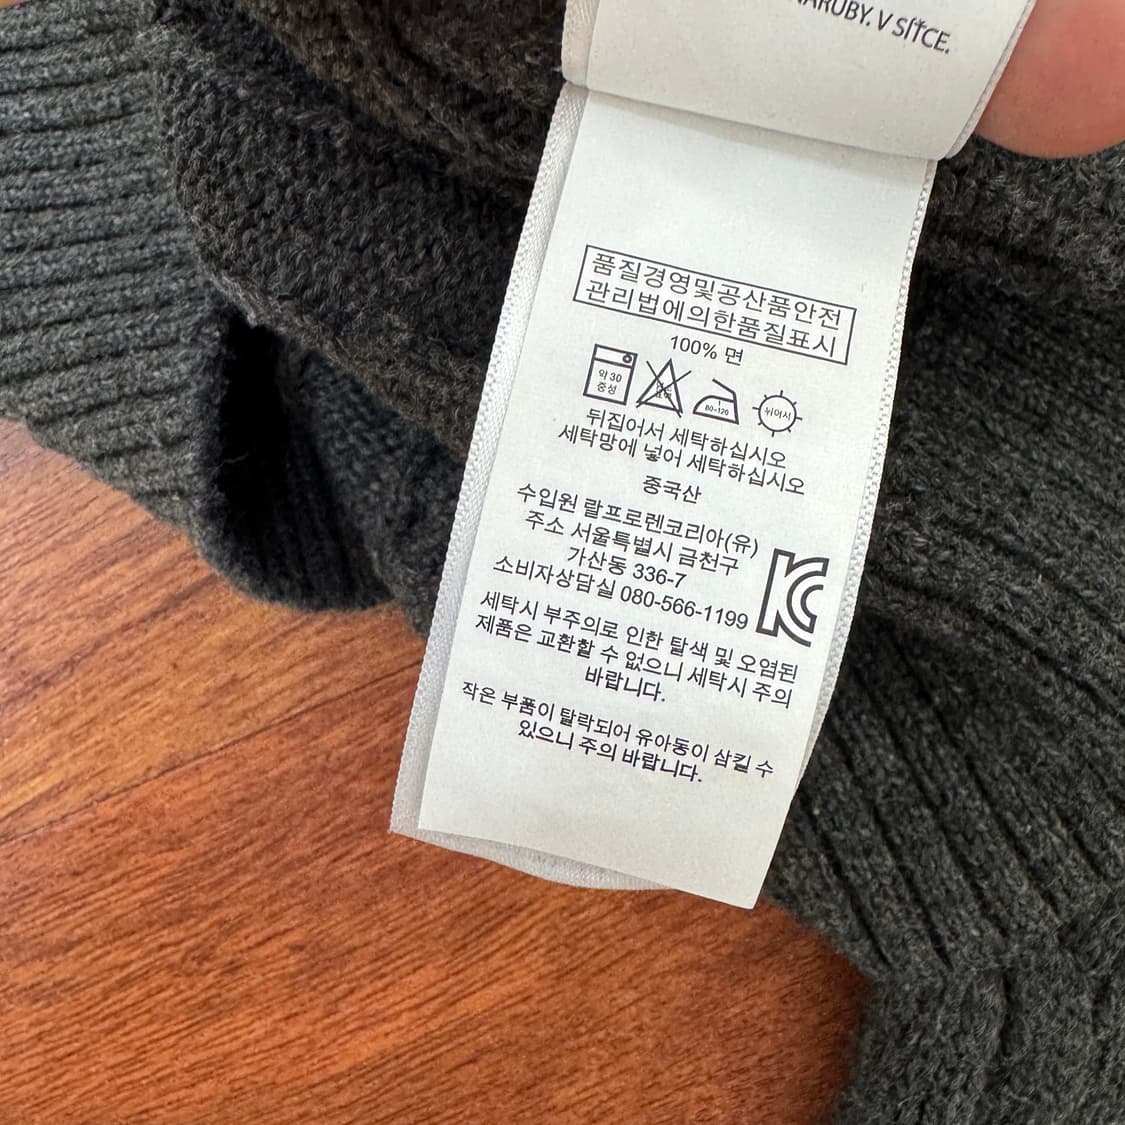 V SÍŤCE.
품질경영및공산품안전
관리법에의한품질표시
100% 면
약 30
중성
80~120
뉘어서
뒤집어서 세탁하십시오
세탁망에 넣어 세탁하십시오
중국산
수입원 랄프로렌코리아(유)
주소 서울특별시 금천구
가산동 336-7
소비자상담실 080-566-1199
세탁시 부주의로 인한 탈색 및 오염된
제품은 교환할 수 없으니 세탁시 주의
바랍니다.
작은 부품이 탈락되어 유아동이 삼킬 수
있으니 주의 바랍니다.